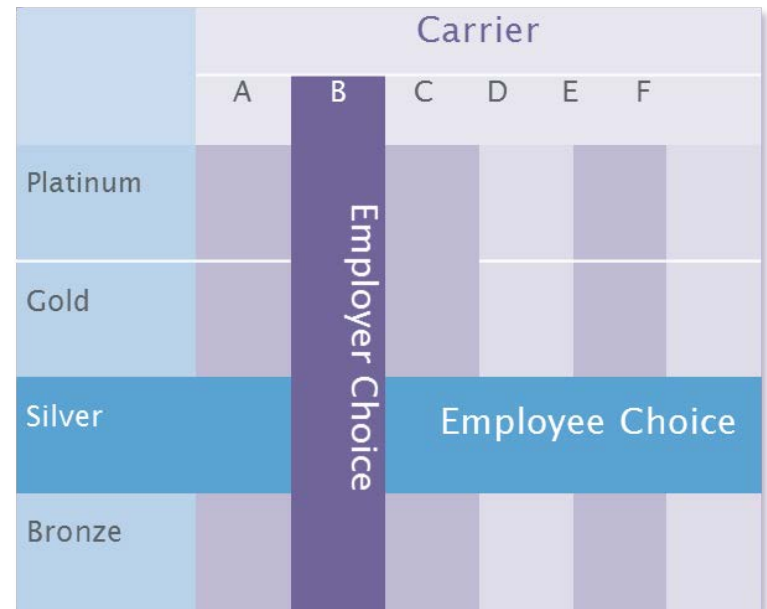 Carrier
A B C D E F
Platinum
Gold
Silver
Bronze
Employer Choice
Employee Choice